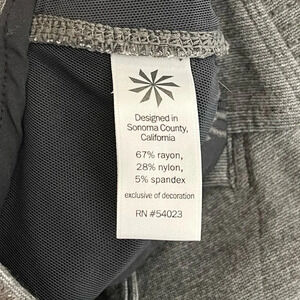 Designed in
Sonoma County,
California
67% rayon,
28% nylon,
5% spandex
exclusive of decoration
RN #54023